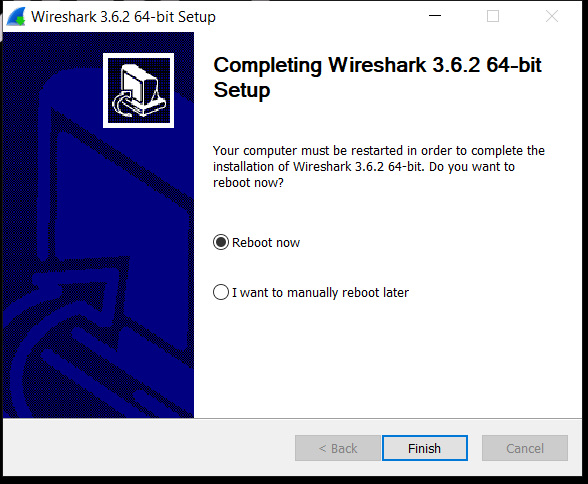 Wireshark 3.6.2 64-bit Setup
Completing Wireshark 3.6.2 64-bit
Setup
Your computer must be restarted in order to complete the
installation of Wireshark 3.6.2 64-bit. Do you want to
reboot now?
Reboot now
I want to manually reboot later
< Back
Finish
Cancel